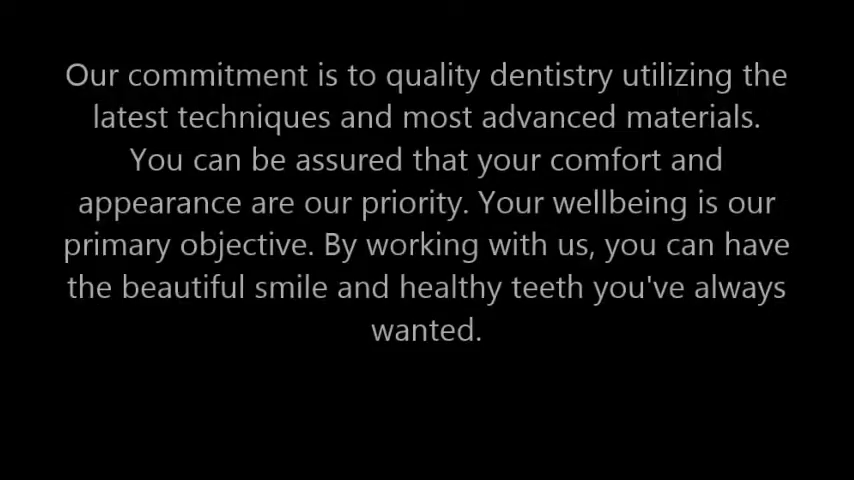 Our commitment is to quality dentistry utilizing the
latest techniques and most advanced materials.
You can be assured that your comfort and
appearance are our priority. Your wellbeing is our
primary objective. By working with us, you can have
the beautiful smile and healthy teeth you've always
wanted.